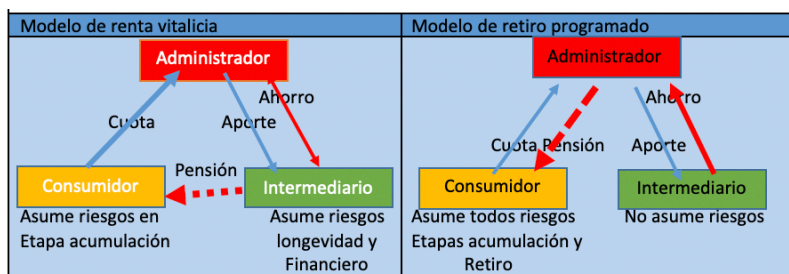 Modelo de renta vitalicia
Administrador
Ahorro
Cuota
Aporte
Pensión
Consumidor
Intermediario
Asume riesgos en
Etapa acumulación
Asume riesgos
longevidad y
Financiero
Modelo de retiro programado
Administrador
Ahorro
Cuota Pensión
Aporte
Consumidor
Intermediario
Asume todos riesgos
Etapas acumulación y
Retiro
No asume riesgos